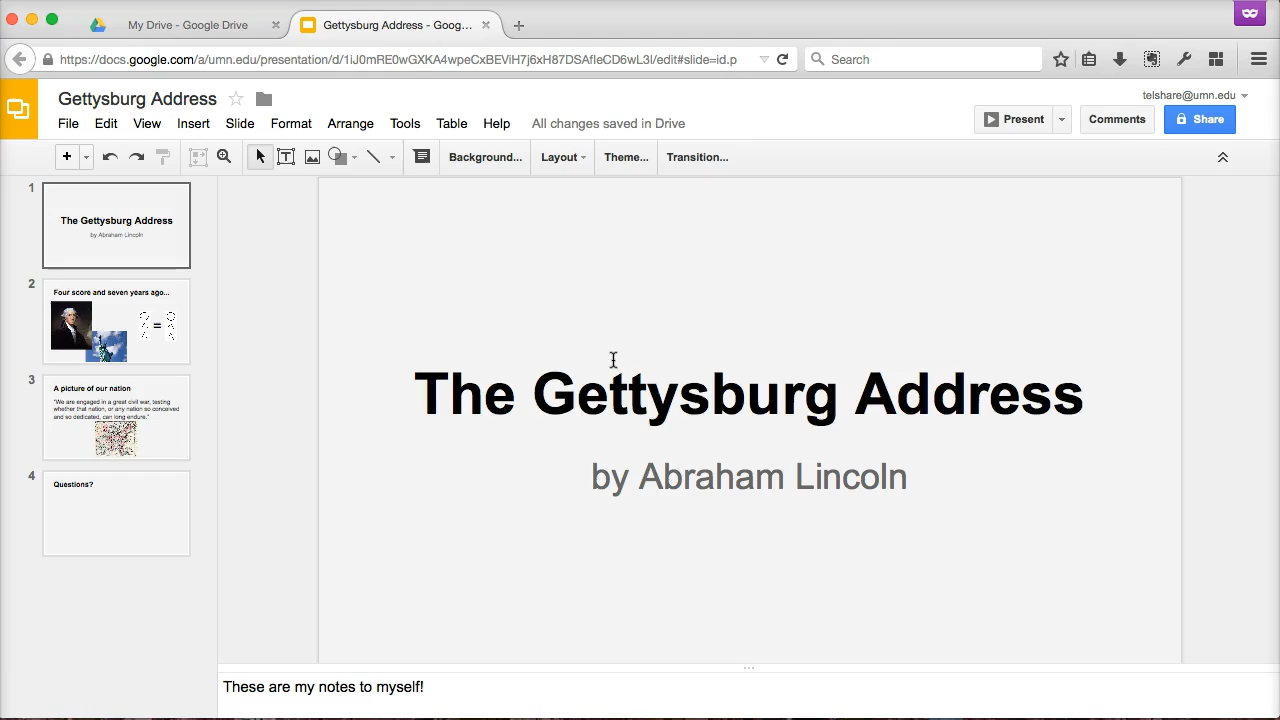 My Drive - Google Drive
Gettysburg Address - Goog...
https://docs.google.com/a/umn.edu/presentation/d/1iJ0mRE0wGXKA4wpeCxBEViH7j6xH87DSAfIeCD6wL3I/edit#slide=id.p
Search
Gettysburg Address
telshare@umn.edu
File Edit View Insert Slide Format Arrange Tools Table Help All changes saved in Drive
Present Comments Share
Background... Layout Theme... Transition...
1
The Gettysburg Address
by Abraham Lincoln
2
Four score and seven years ago...
=
3
A picture of our nation
"We are engaged in a great civil war, testing
whether that nation, or any nation so conceived
and so dedicated, can long endure."
4
Questions?
The Gettysburg Address
by Abraham Lincoln
These are my notes to myself!